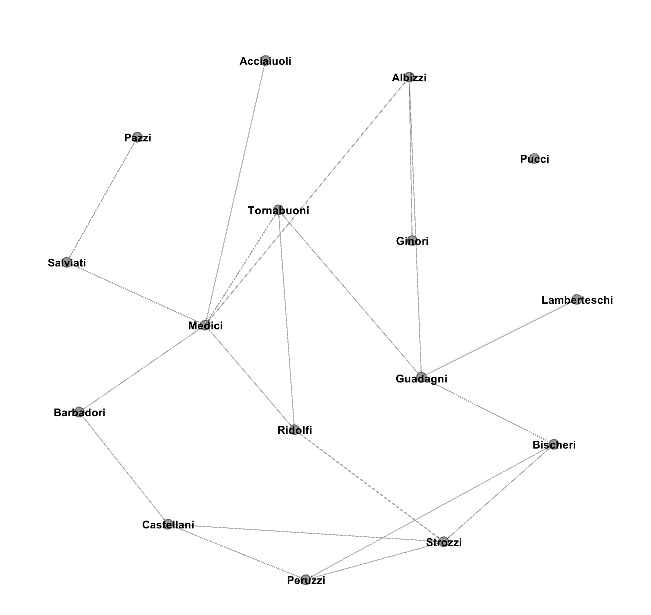 Acciaiuoli
Albizzi
Pazzi
Pucci
Tornabuoni
Ginori
Salviati
Lamberteschi
Medici
Guadagni
Barbadori
Ridolfi
Bischeri
Castellani
Strozzi
Peruzzi